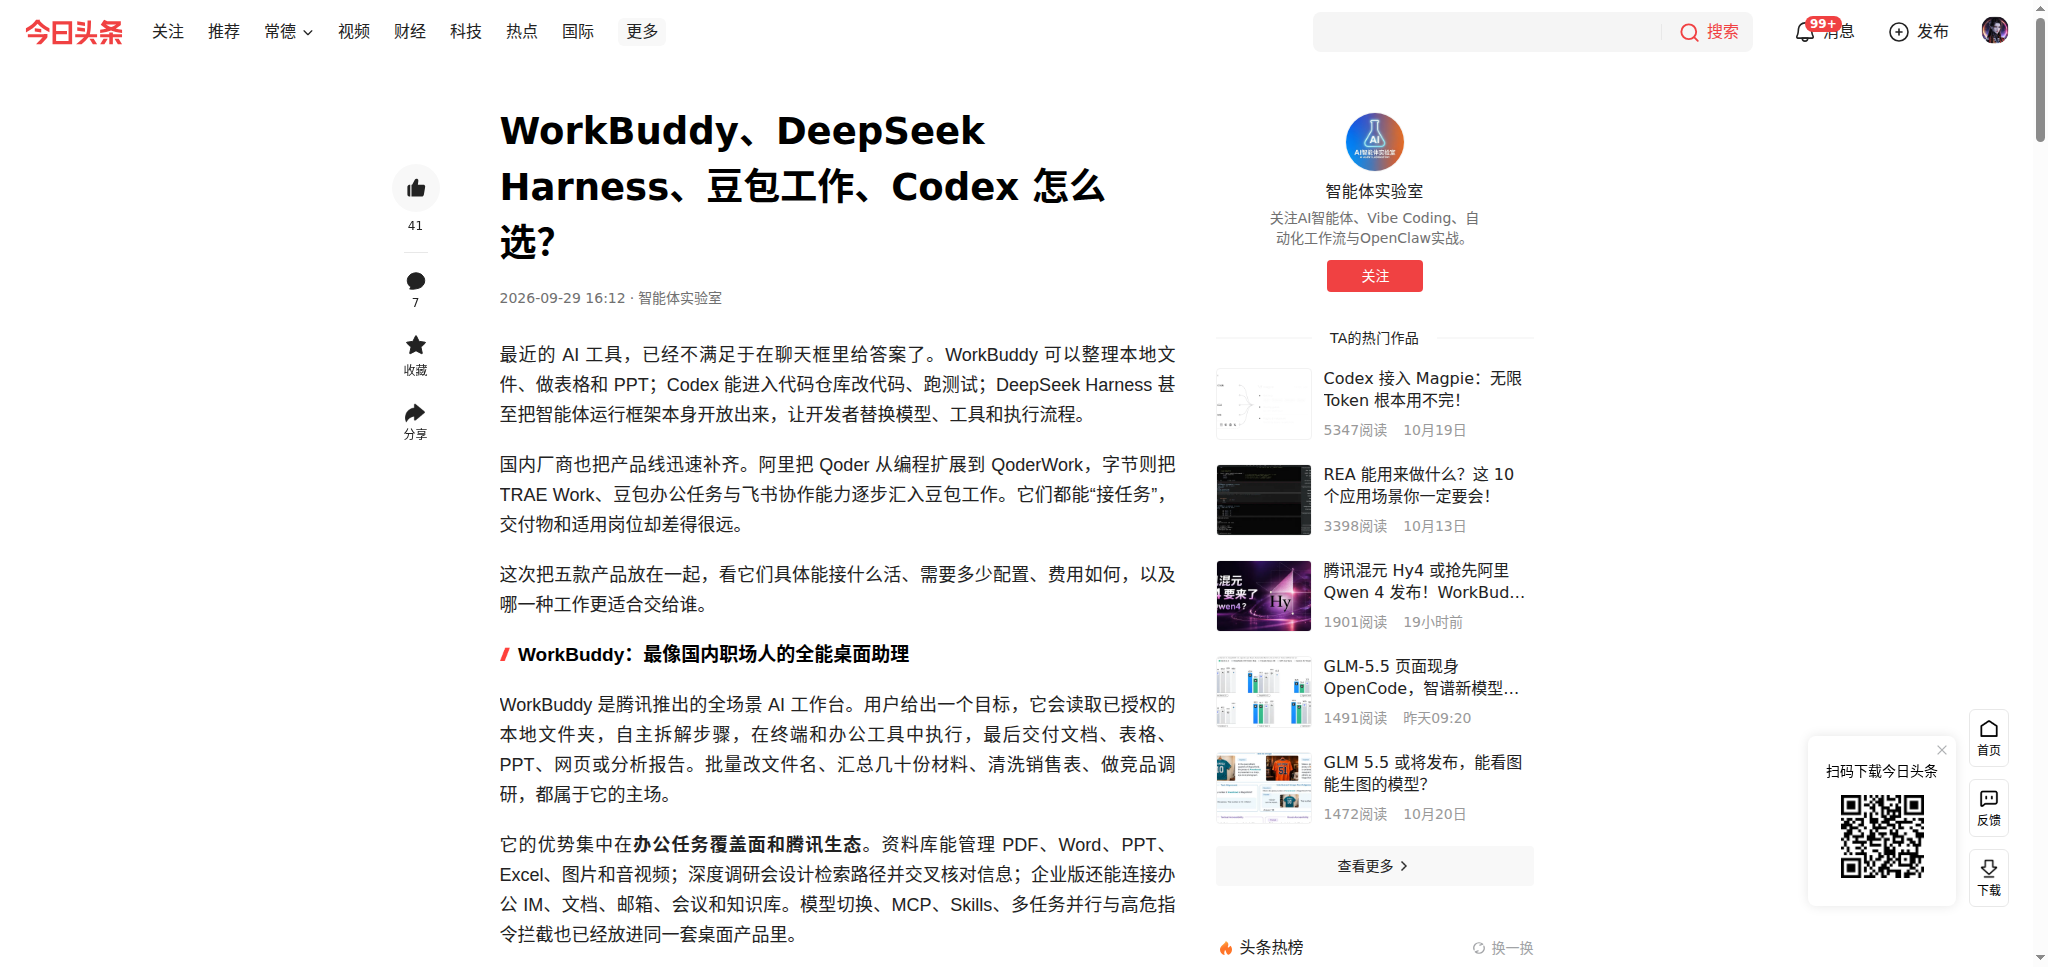 今日头条
关注 推荐 常德 视频 财经 科技 热点 国际 更多
搜索
99+
消息
发布
WorkBuddy、DeepSeek
Harness、豆包工作、Codex 怎么
选？
2026-09-29 16:12 · 智能体实验室
41
7
收藏
分享
最近的 AI 工具，已经不满足于在聊天框里给答案了。WorkBuddy 可以整理本地文
件、做表格和 PPT；Codex 能进入代码仓库改代码、跑测试；DeepSeek Harness 甚
至把智能体运行框架本身开放出来，让开发者替换模型、工具和执行流程。
国内厂商也把产品线迅速补齐。阿里把 Qoder 从编程扩展到 QoderWork，字节则把
TRAE Work、豆包办公任务与飞书协作能力逐步汇入豆包工作。它们都能“接任务”，
交付物和适用岗位却差得很远。
这次把五款产品放在一起，看它们具体能接什么活、需要多少配置、费用如何，以及
哪一种工作更适合交给谁。
WorkBuddy：最像国内职场人的全能桌面助理
WorkBuddy 是腾讯推出的全场景 AI 工作台。用户给出一个目标，它会读取已授权的
本地文件夹，自主拆解步骤，在终端和办公工具中执行，最后交付文档、表格、
PPT、网页或分析报告。批量改文件名、汇总几十份材料、清洗销售表、做竞品调
研，都属于它的主场。
它的优势集中在办公任务覆盖面和腾讯生态。资料库能管理 PDF、Word、PPT、
Excel、图片和音视频；深度调研会设计检索路径并交叉核对信息；企业版还能连接办
公 IM、文档、邮箱、会议和知识库。模型切换、MCP、Skills、多任务并行与高危指
令拦截也已经放进同一套桌面产品里。
AI
AI智能体实验室
智能体实验室
关注AI智能体、Vibe Coding、自
动化工作流与OpenClaw实战。
关注
TA的热门作品
Codex 接入 Magpie：无限
Token 根本用不完！
5347阅读 10月19日
REA 能用来做什么？这 10
个应用场景你一定要会！
3398阅读 10月13日
混元
要来了
wen4？
Hy
腾讯混元 Hy4 或抢先阿里
Qwen 4 发布！WorkBud...
1901阅读 19小时前
GLM-5.5 页面现身
OpenCode，智谱新模型...
1491阅读 昨天09:20
GLM 5.5 或将发布，能看图
能生图的模型？
1472阅读 10月20日
查看更多
头条热榜
换一换
扫码下载今日头条
首页
反馈
下载